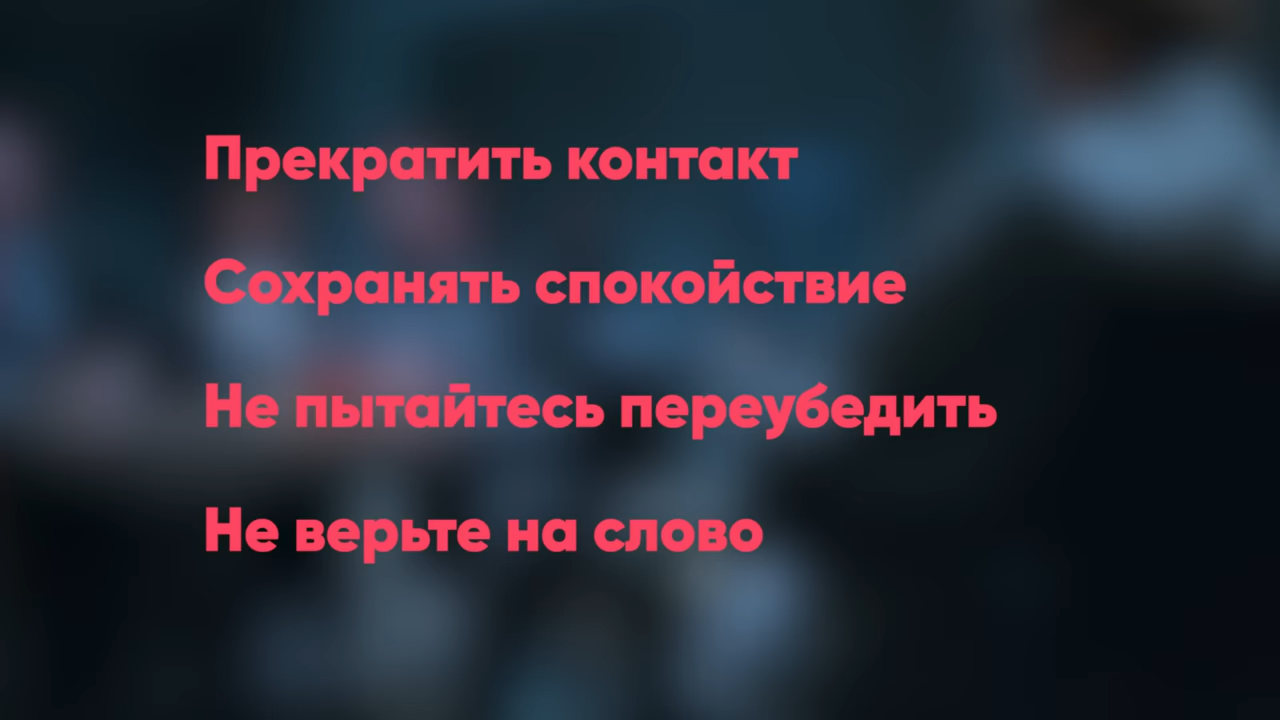 Прекратить контакт
Сохранять спокойствие
Не пытайтесь переубедить
Не верьте на слово